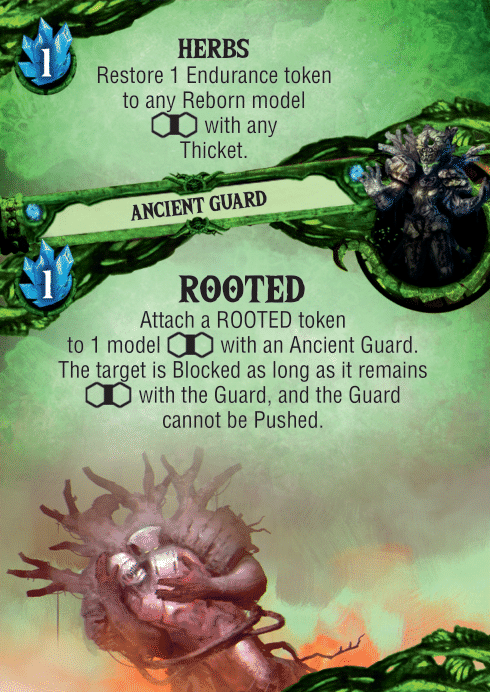 1
HERBS
Restore 1 Endurance token
to any Reborn model
with any
Thicket.
ANCIENT GUARD
1
ROOTED
Attach a ROOTED token
to 1 model with an Ancient Guard.
The target is Blocked as long as it remains
with the Guard, and the Guard
cannot be Pushed.